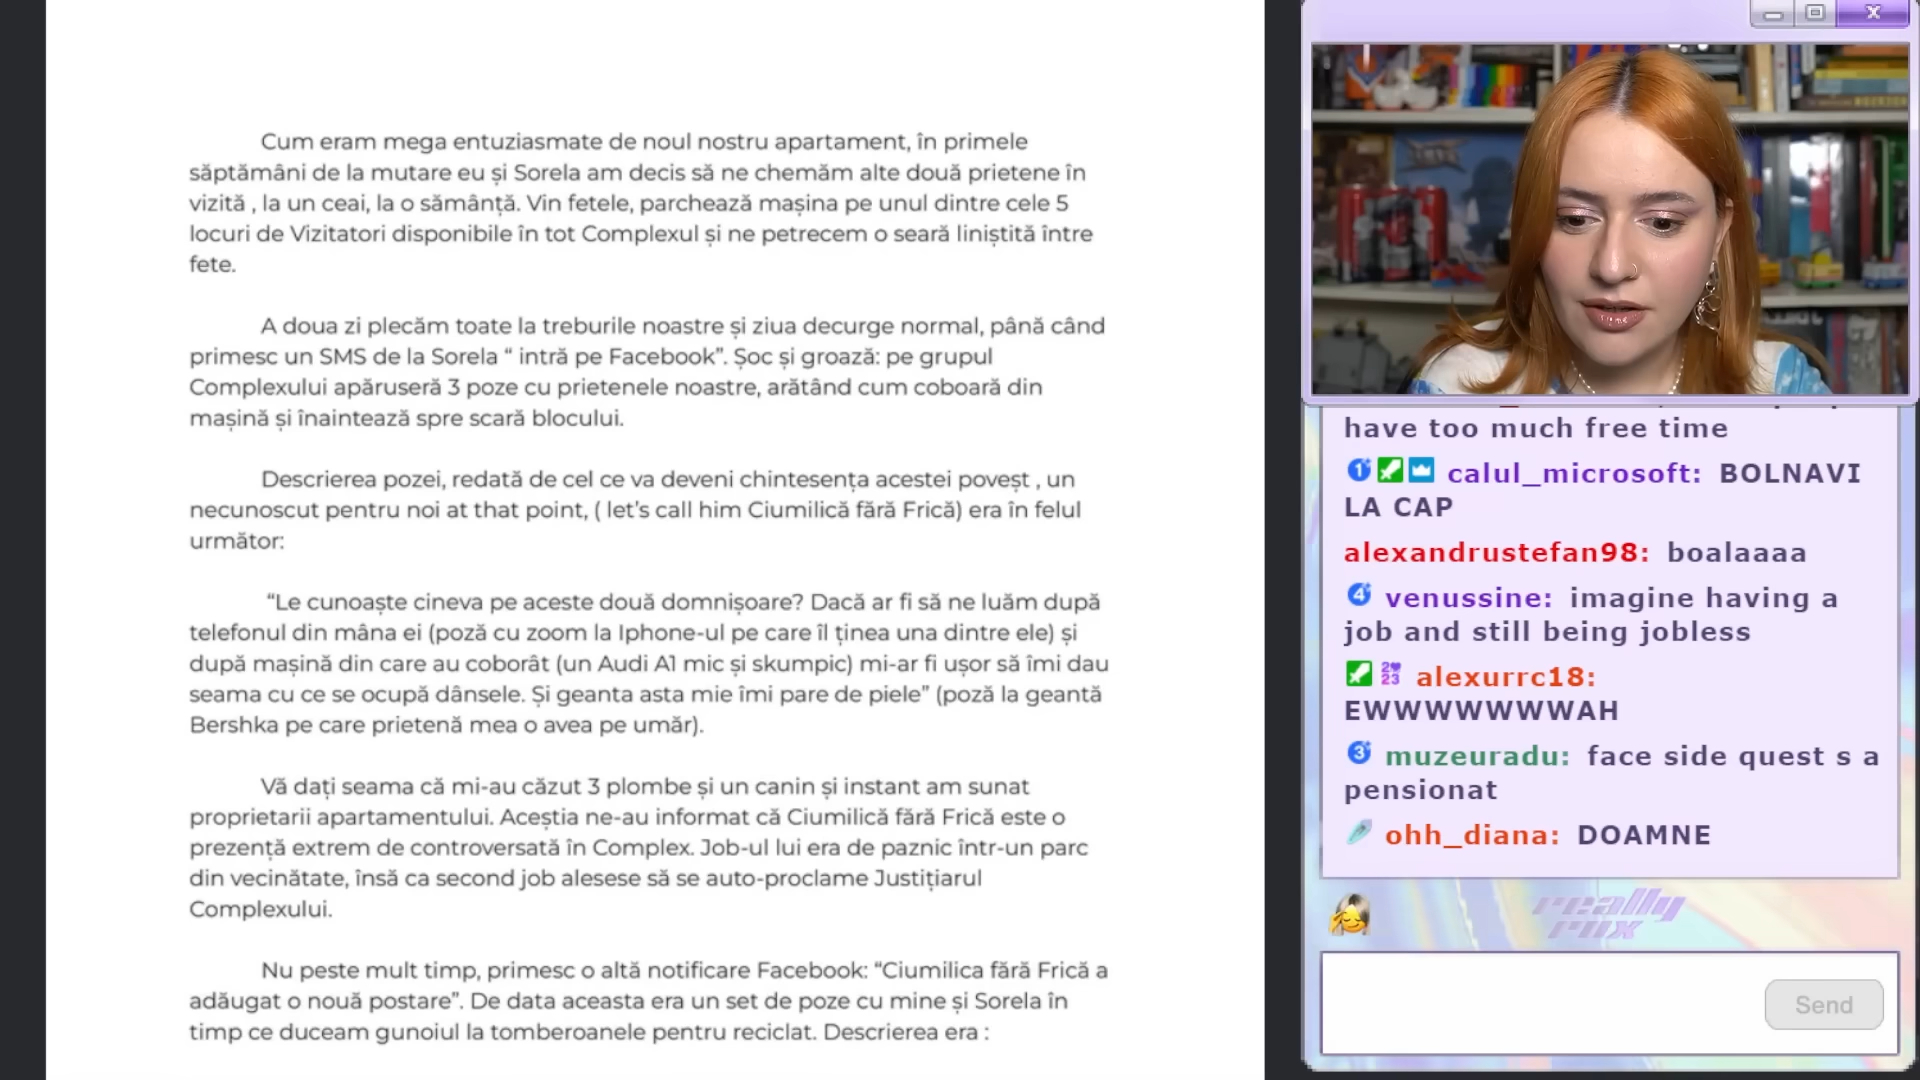 Cum eram mega entuziasmate de noul nostru apartament, în primele
săptămâni de la mutare eu și Sorela am decis să ne chemăm alte două prietene în
vizită , la un ceai, la o sămânță. Vin fetele, parchează mașina pe unul dintre cele 5
locuri de Vizitatori disponibile în tot Complexul și ne petrecem o seară liniștită între
fete.
A doua zi plecăm toate la treburile noastre și ziua decurge normal, până când
primesc un SMS de la Sorela “ intră pe Facebook”. Șoc și groază: pe grupul
Complexului apăruseră 3 poze cu prietenele noastre, arătând cum coboară din
mașină și înaintează spre scară blocului.
Descrierea pozei, redată de cel ce va deveni chintesența acestei povești , un
necunoscut pentru noi at that point, ( let’s call him Ciumilică fără Frică) era în felul
următor:
“Le cunoaște cineva pe aceste două domnișoare? Dacă ar fi să ne luăm după
telefonul din mâna ei (poză cu zoom la Iphone-ul pe care îl ținea una dintre ele) și
după mașină din care au coborât (un Audi A1 mic și skumpic) mi-ar fi ușor să îmi dau
seama cu ce se ocupă dânsele. Și geanta asta mie îmi pare de piele” (poză la geantă
Bershka pe care prietenă mea o avea pe umăr).
Vă dați seama că mi-au căzut 3 plombe și un canin și instant am sunat
proprietarii apartamentului. Aceștia ne-au informat că Ciumilică fără Frică este o
prezență extrem de controversată în Complex. Job-ul lui era de paznic într-un parc
din vecinătate, însă ca second job alesese să se auto-proclame Justițiarul
Complexului.
Nu peste mult timp, primesc o altă notificare Facebook: “Ciumilica fără Frică a
adăugat o nouă postare”. De data aceasta era un set de poze cu mine și Sorela în
timp ce duceam gunoiul la tomberoanele pentru reciclat. Descrierea era :
have too much free time
calul_microsoft: BOLNAVI
LA CAP
alexandrustefan98: boalaaaa
venussine: imagine having a
job and still being jobless
alexurrc18:
EWWWWWWWAH
muzeuradu: face side quest s a
pensionat
ohh_diana: DOAMNE
really
rux
Send